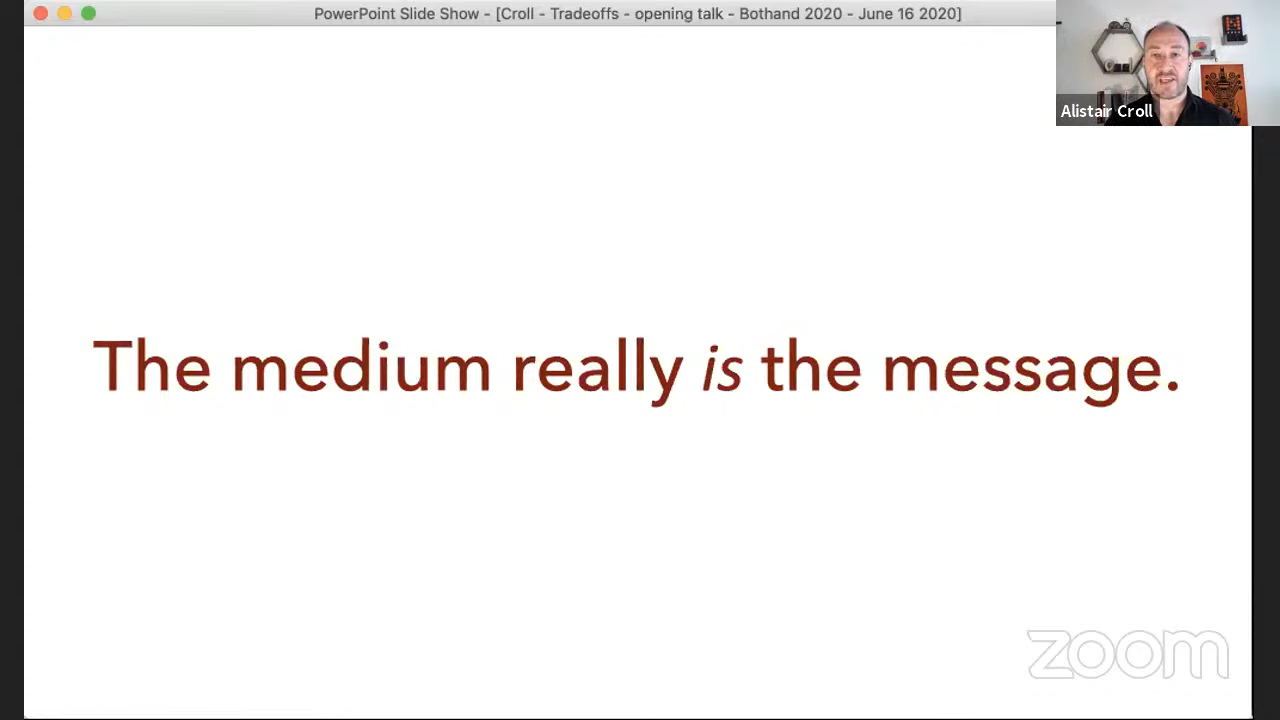 PowerPoint Slide Show - [Croll - Tradeoffs - opening talk - Bothand 2020 - June 16 2020]
Alistair Croll
The medium really is the message.
zoom